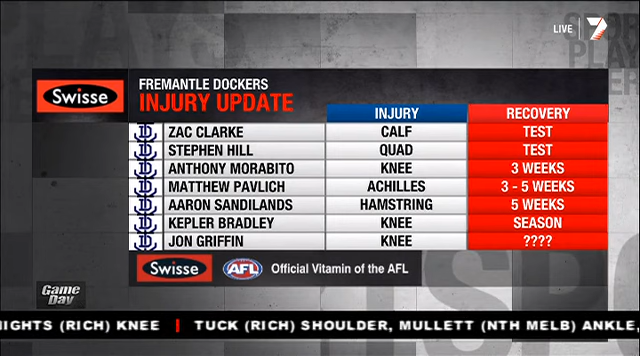 LIVE 7
Swisse
FREMANTLE DOCKERS
INJURY UPDATE
INJURY RECOVERY
ZAC CLARKE CALF TEST
STEPHEN HILL QUAD TEST
ANTHONY MORABITO KNEE 3 WEEKS
MATTHEW PAVLICH ACHILLES 3 - 5 WEEKS
AARON SANDILANDS HAMSTRING 5 WEEKS
KEPLER BRADLEY KNEE SEASON
JON GRIFFIN KNEE ????
Swisse AFL Official Vitamin of the AFL
Game
Day
NIGHTS (RICH) KNEE | TUCK (RICH) SHOULDER, MULLETT (NTH MELB) ANKLE,